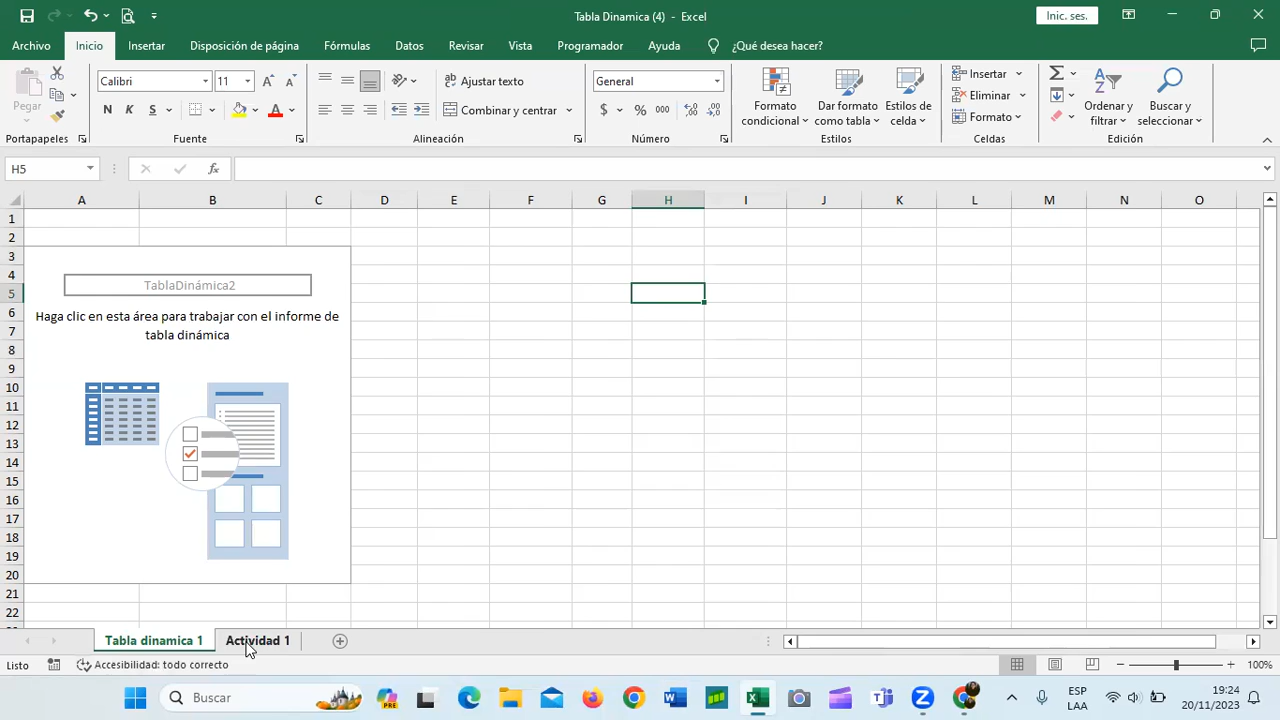 Tabla Dinamica (4) - Excel
Inic. ses.
Archivo Inicio Insertar Disposición de página Fórmulas Datos Revisar Vista Programador Ayuda ¿Qué desea hacer?
Pegar
Calibri 11
N K S
Ajustar texto
Combinar y centrar
General
$ % 000
Formato condicional
Dar formato como tabla
Estilos de celda
Insertar
Eliminar
Formato
Ordenar y filtrar
Buscar y seleccionar
Portapapeles Fuente Alineación Número Estilos Celdas Edición
H5 fx
A B C D E F G H I J K L M N O
1
2
3
4
5
6
7
8
9
10
11
12
13
14
15
16
17
18
19
20
21
22
TablaDinámica2
Haga clic en esta área para trabajar con el informe de
tabla dinámica
Tabla dinamica 1 Actividad 1
Listo Accesibilidad: todo correcto 100%
Buscar
ESP
LAA
19:24
20/11/2023